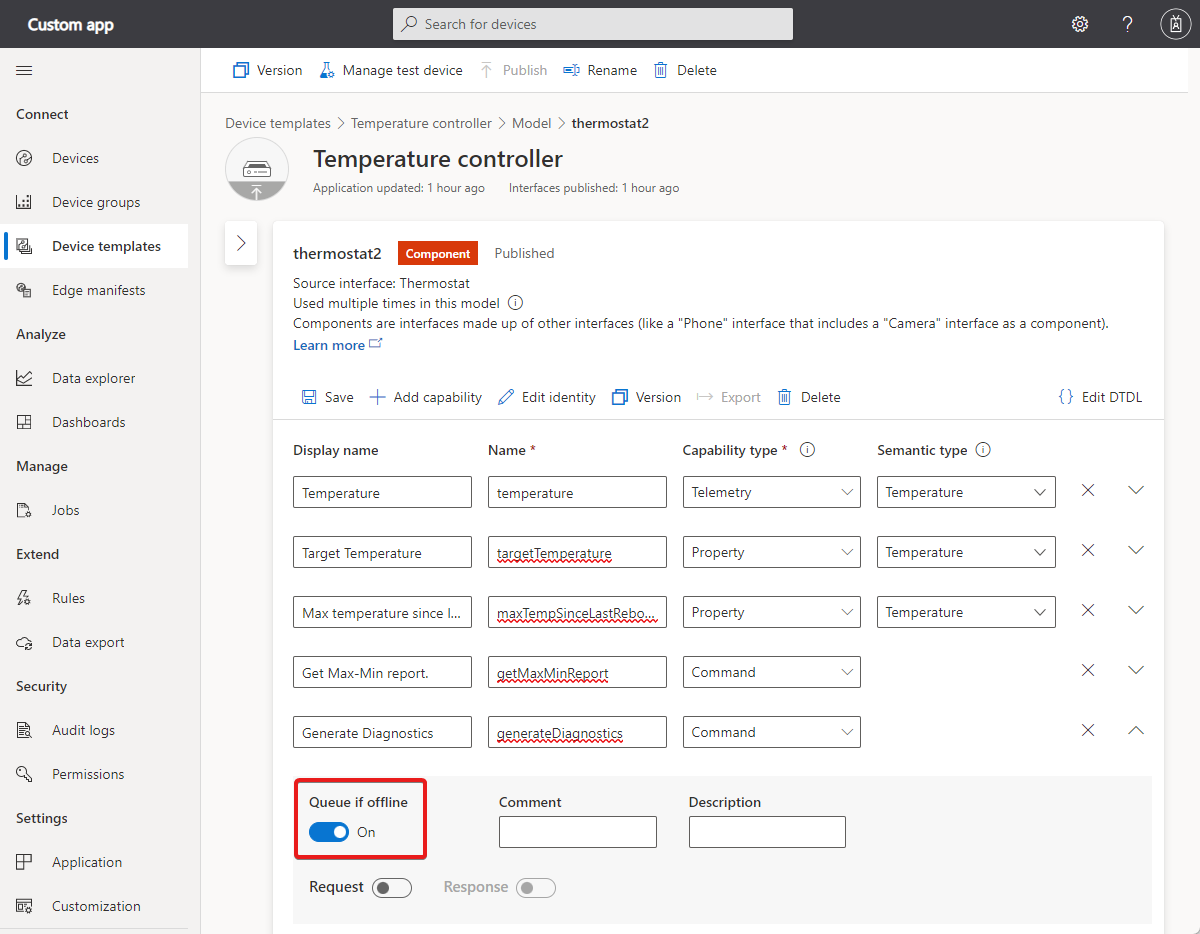 Custom app
Search for devices
?
Version
Manage test device
Publish
Rename
Delete
Connect
Devices
Device groups
Device templates
Edge manifests
Analyze
Data explorer
Dashboards
Manage
Jobs
Extend
Rules
Data export
Security
Audit logs
Permissions
Settings
Application
Customization
Device templates > Temperature controller > Model > thermostat2
Temperature controller
Application updated: 1 hour ago Interfaces published: 1 hour ago
thermostat2 Component Published
Source interface: Thermostat
Used multiple times in this model
Components are interfaces made up of other interfaces (like a "Phone" interface that includes a "Camera" interface as a component).
Learn more
Save Add capability Edit identity Version Export Delete {} Edit DTDL
Display name Name * Capability type * Semantic type
Temperature temperature Telemetry Temperature
Target Temperature targetTemperature Property Temperature
Max temperature since l... maxTempSinceLastRebo... Property Temperature
Get Max-Min report. getMaxMinReport Command
Generate Diagnostics generateDiagnostics Command
Queue if offline Comment Description
On
Request Response